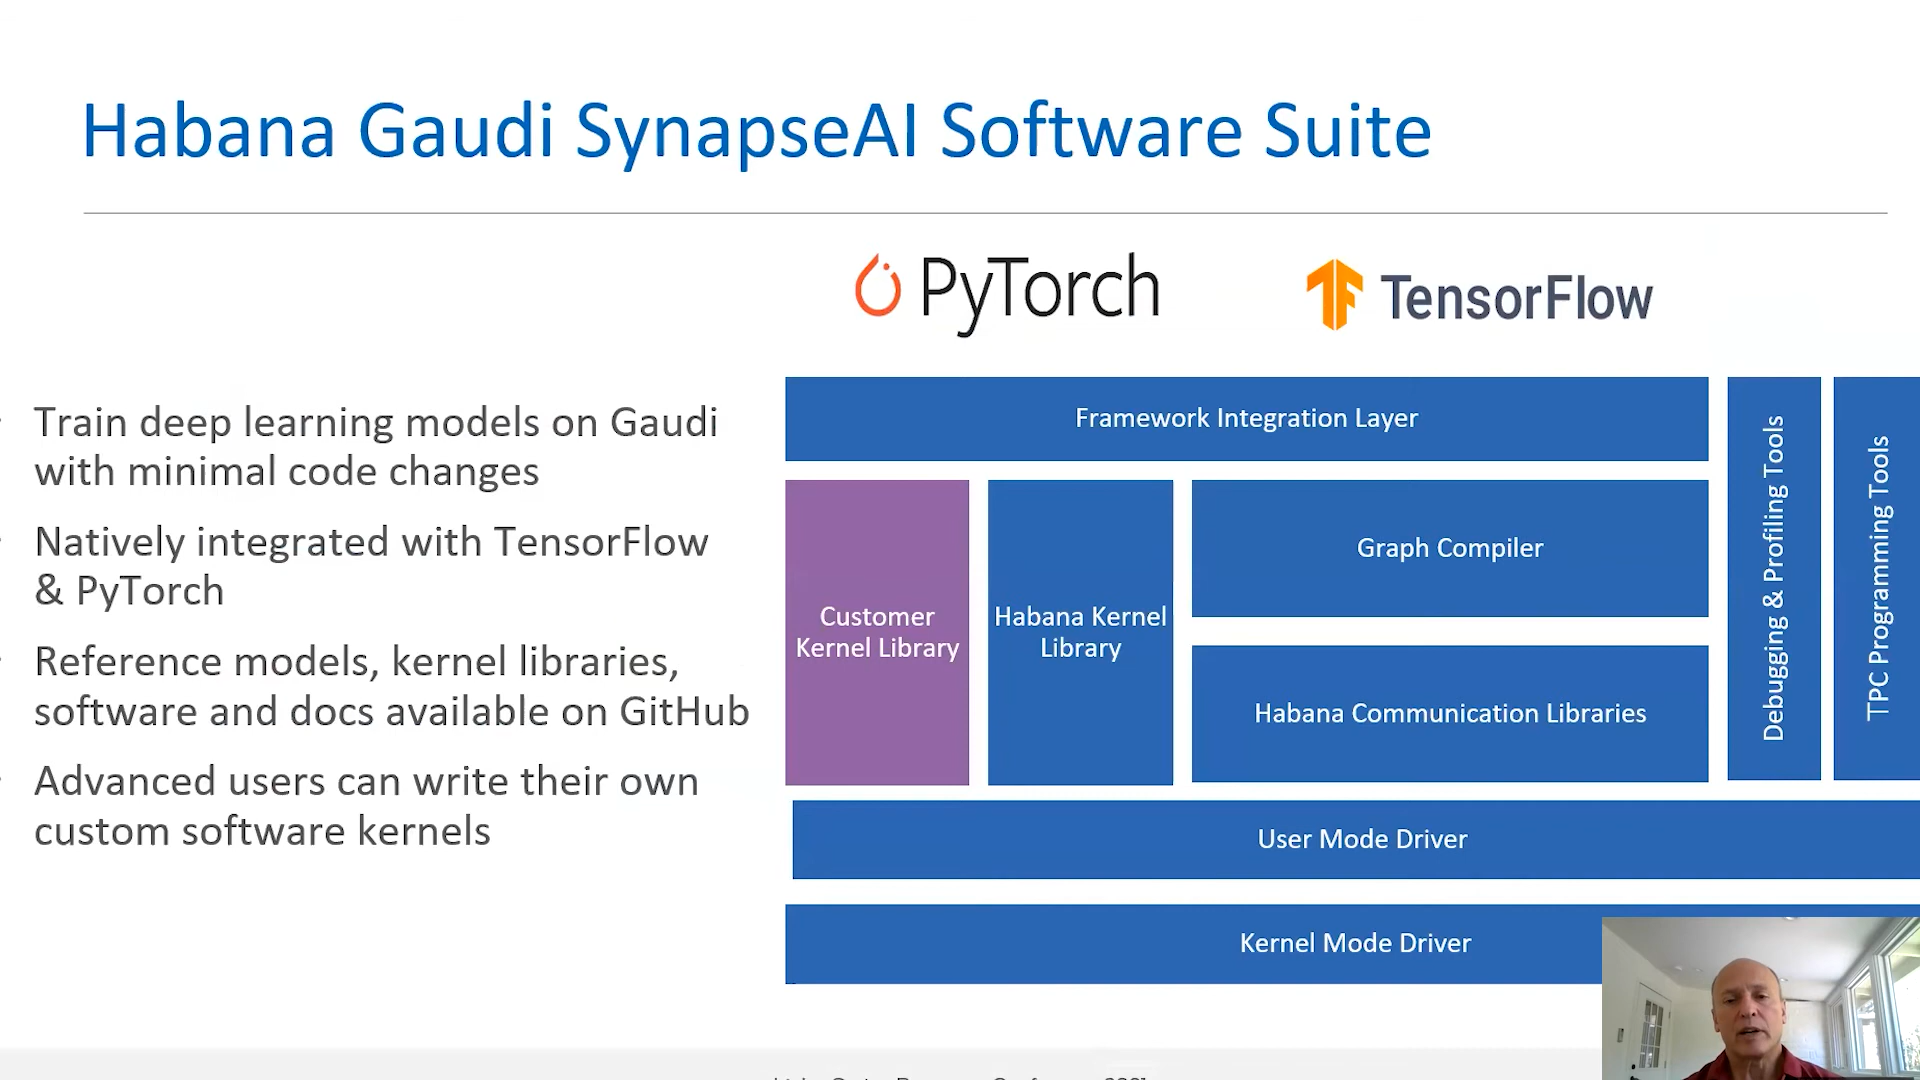 Habana Gaudi SynapseAI Software Suite
PyTorch
TensorFlow
Train deep learning models on Gaudi
with minimal code changes
Natively integrated with TensorFlow
& PyTorch
Reference models, kernel libraries,
software and docs available on GitHub
Advanced users can write their own
custom software kernels
Framework Integration Layer
Customer
Kernel Library
Habana Kernel
Library
Graph Compiler
Habana Communication Libraries
Debugging & Profiling Tools
TPC Programming Tools
User Mode Driver
Kernel Mode Driver